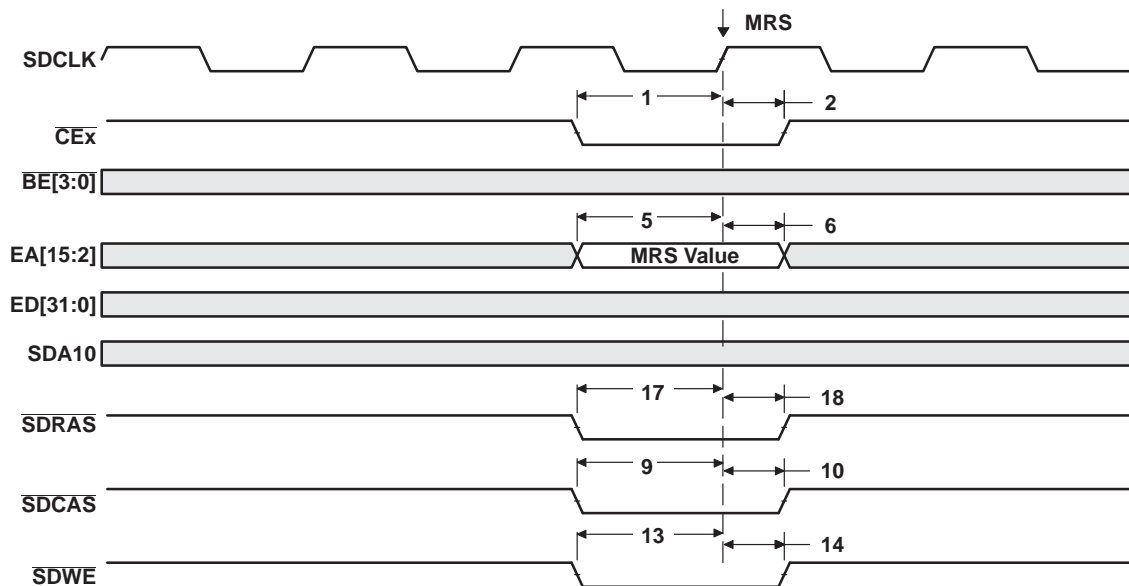 MRS
SDCLK
1 2
CEx
BE[3:0]
5 6
EA[15:2] MRS Value
ED[31:0]
SDA10
17 18
SDRAS
9 10
SDCAS
13 14
SDWE